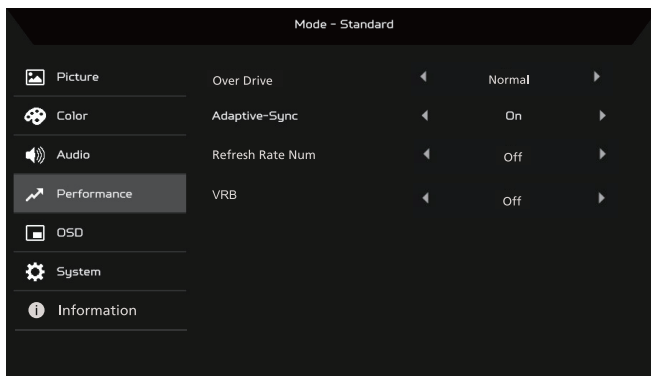 Mode - Standard
Picture
Color
Audio
Performance
OSD
System
Information
Over Drive Normal
Adaptive-Sync On
Refresh Rate Num Off
VRB Off